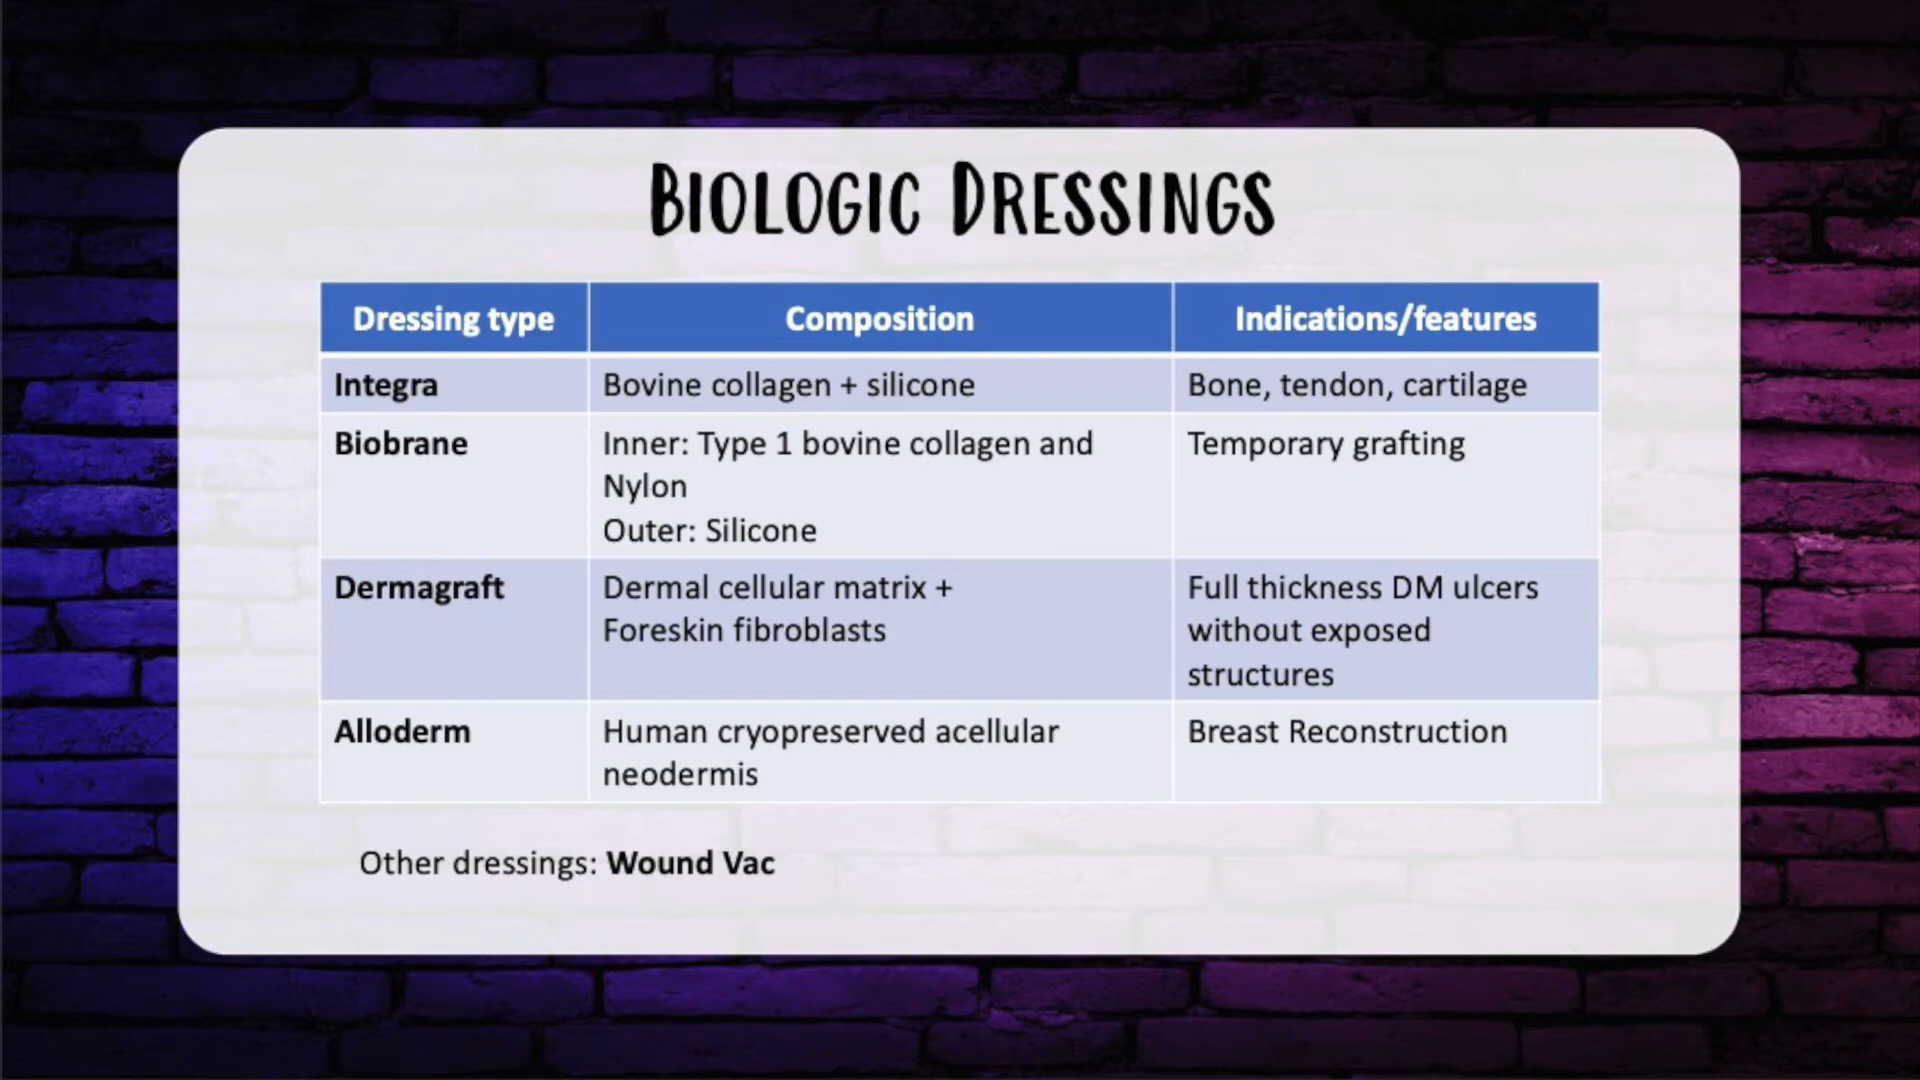 BIOLOGIC DRESSINGS
Dressing type Composition Indications/features
Integra Bovine collagen + silicone Bone, tendon, cartilage
Biobrane Inner: Type 1 bovine collagen and Temporary grafting
Nylon
Outer: Silicone
Dermagraft Dermal cellular matrix + Full thickness DM ulcers
Foreskin fibroblasts without exposed
structures
Alloderm Human cryopreserved acellular Breast Reconstruction
neodermis
Other dressings: Wound Vac